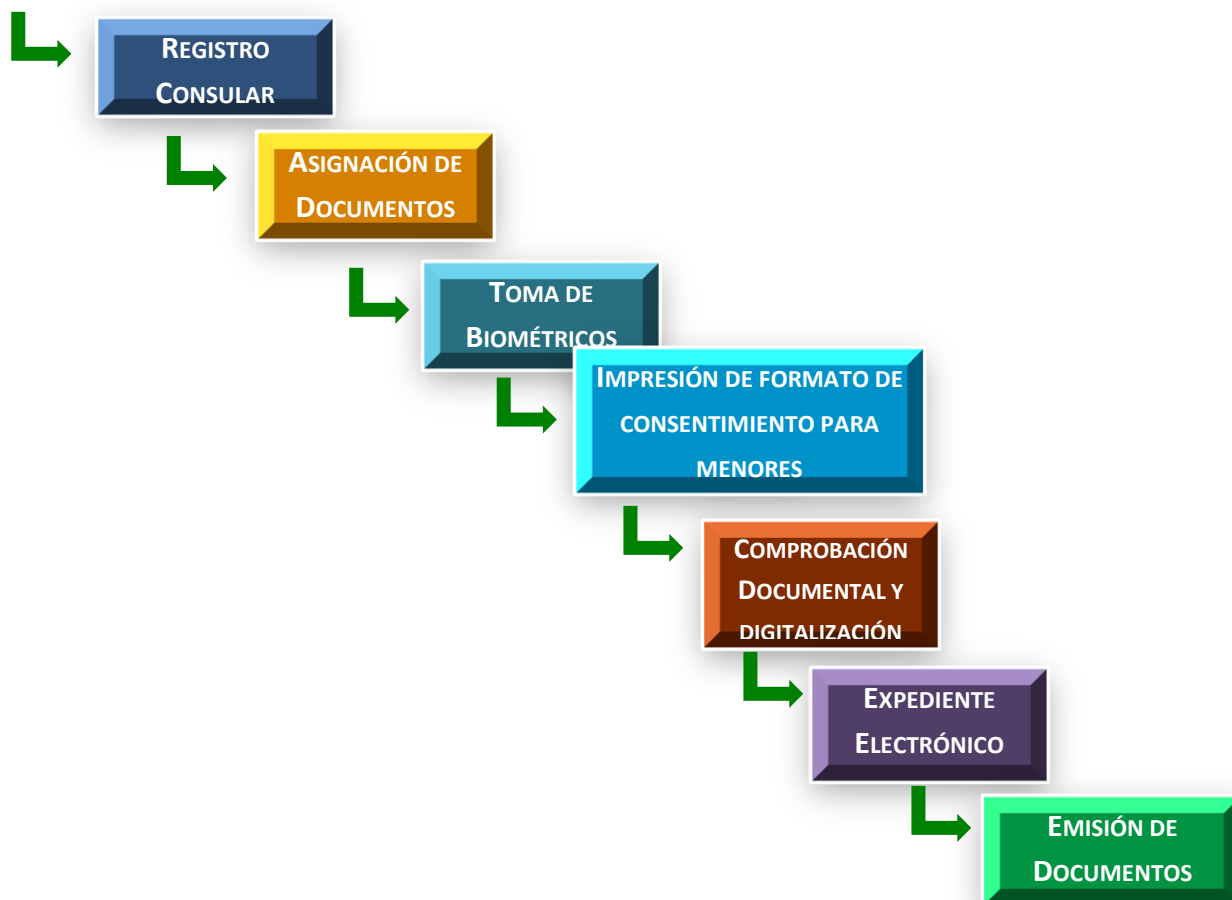 REGISTRO
CONSULAR
ASIGNACIÓN DE
DOCUMENTOS
TOMA DE
BIOMÉTRICOS
IMPRESIÓN DE FORMATO DE
CONSENTIMIENTO PARA
MENORES
COMPROBACIÓN
DOCUMENTAL Y
DIGITALIZACIÓN
EXPEDIENTE
ELECTRÓNICO
EMISIÓN DE
DOCUMENTOS